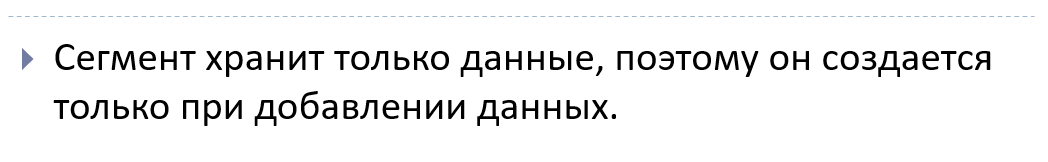 Сегмент хранит только данные, поэтому он создается
только при добавлении данных.